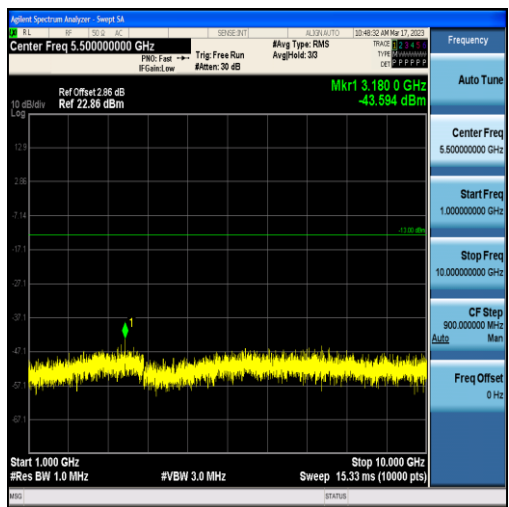 Agilent Spectrum Analyzer - Swept SA
RL RF 50 Ω AC SENSE:INT ALIGN AUTO 10:48:32 AM Mar 17, 2023
Center Freq 5.500000000 GHz
PNO: Fast
IFGain:Low
Trig: Free Run
#Atten: 30 dB
#Avg Type: RMS
Avg|Hold: 3/3
TRACE 1 2 3 4 5 6
TYPE MWWWWW
DET P P P P P P
Frequency
Mkr1 3.180 0 GHz
-43.594 dBm
Ref Offset 2.86 dB
10 dB/div Ref 22.86 dBm
Log
12.9
2.86
-7.14
-13.00 dBm
-17.1
-27.1
-37.1
1
-47.1
-57.1
-67.1
Start 1.000 GHz
Stop 10.000 GHz
#Res BW 1.0 MHz
#VBW 3.0 MHz
Sweep 15.33 ms (10000 pts)
MSG STATUS
Auto Tune
Center Freq
5.500000000 GHz
Start Freq
1.000000000 GHz
Stop Freq
10.000000000 GHz
CF Step
900.000000 MHz
Auto Man
Freq Offset
0 Hz